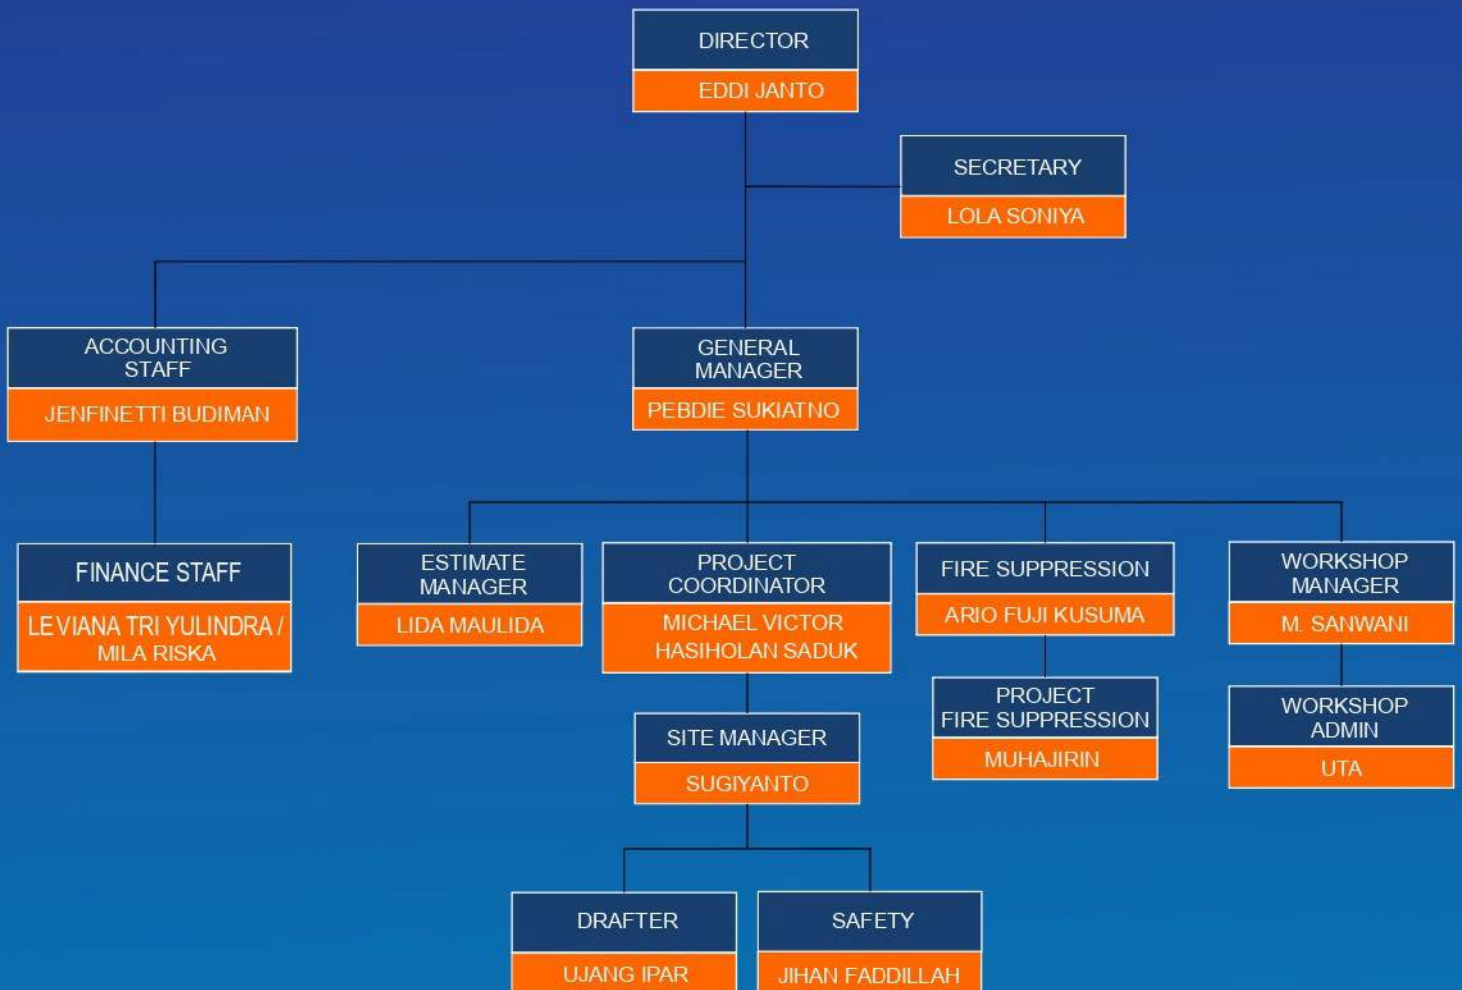 DIRECTOR
EDDI JANTO
SECRETARY
LOLA SONIYA
ACCOUNTING
STAFF
JENFINETTI BUDIMAN
GENERAL
MANAGER
PEBDIE SUKIATNO
FINANCE STAFF
LEVIANA TRI YULINDRA /
MILA RISKA
ESTIMATE
MANAGER
LIDA MAULIDA
PROJECT
COORDINATOR
MICHAEL VICTOR
HASIHOLAN SADUK
FIRE SUPPRESSION
ARIO FUJI KUSUMA
WORKSHOP
MANAGER
M. SANWANI
SITE MANAGER
SUGIYANTO
PROJECT
FIRE SUPPRESSION
MUHAJIRIN
WORKSHOP
ADMIN
UTA
DRAFTER
UJANG IPAR
SAFETY
JIHAN FADDILLAH